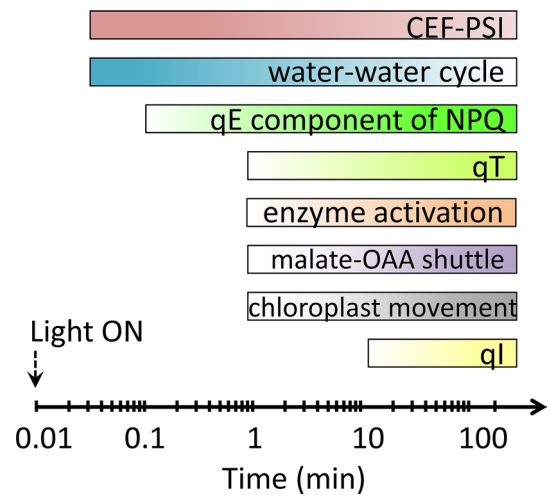 CEF-PSI
water-water cycle
qE component of NPQ
qT
enzyme activation
malate-OAA shuttle
chloroplast movement
qI
Light ON
0.01 0.1 1 10 100
Time (min)